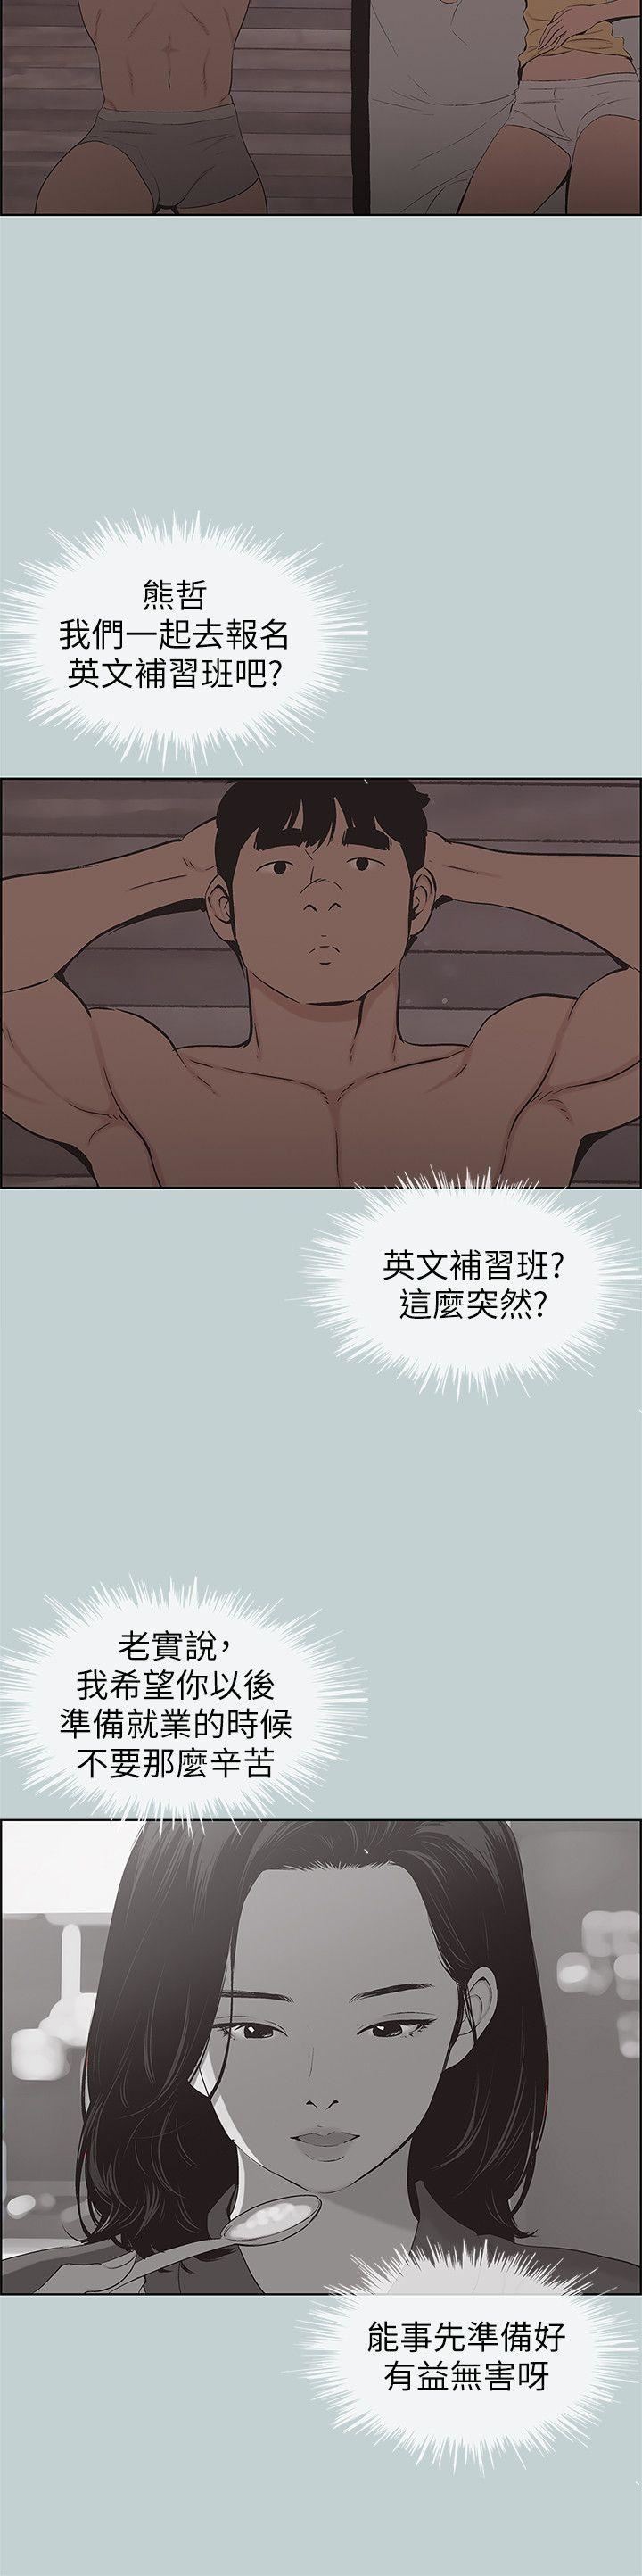 熊哲
我們一起去報名
英文補習班吧?
英文補習班?
這麼突然?
老實說,
我希望你以後
準備就業的時候
不要那麼辛苦
能事先準備好
有益無害呀